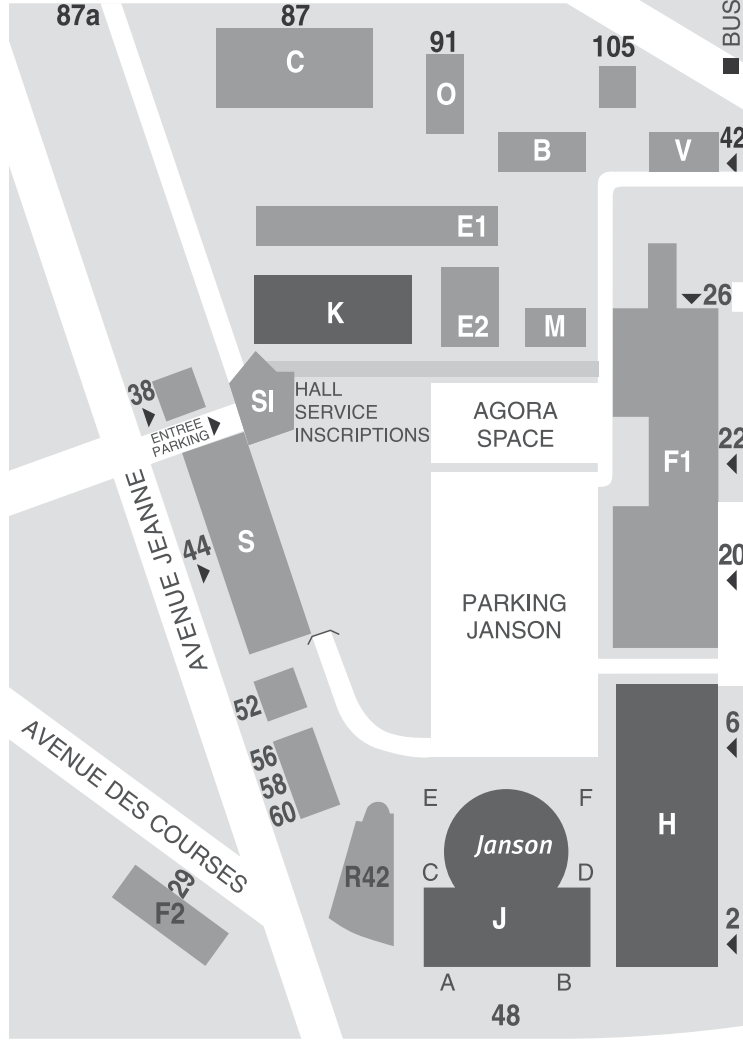 87a
87
91
105
BUS
C
O
B
V
42
E1
K
E2
M
26
38
SI
HALL
SERVICE
INSCRIPTIONS
ENTREE
PARKING
AGORA
SPACE
22
F1
AVENUE JEANNE
44
S
20
PARKING
JANSON
52
56
58
60
6
AVENUE DES COURSES
29
F2
R42
E
F
Janson
C
D
J
H
2
A
B
48